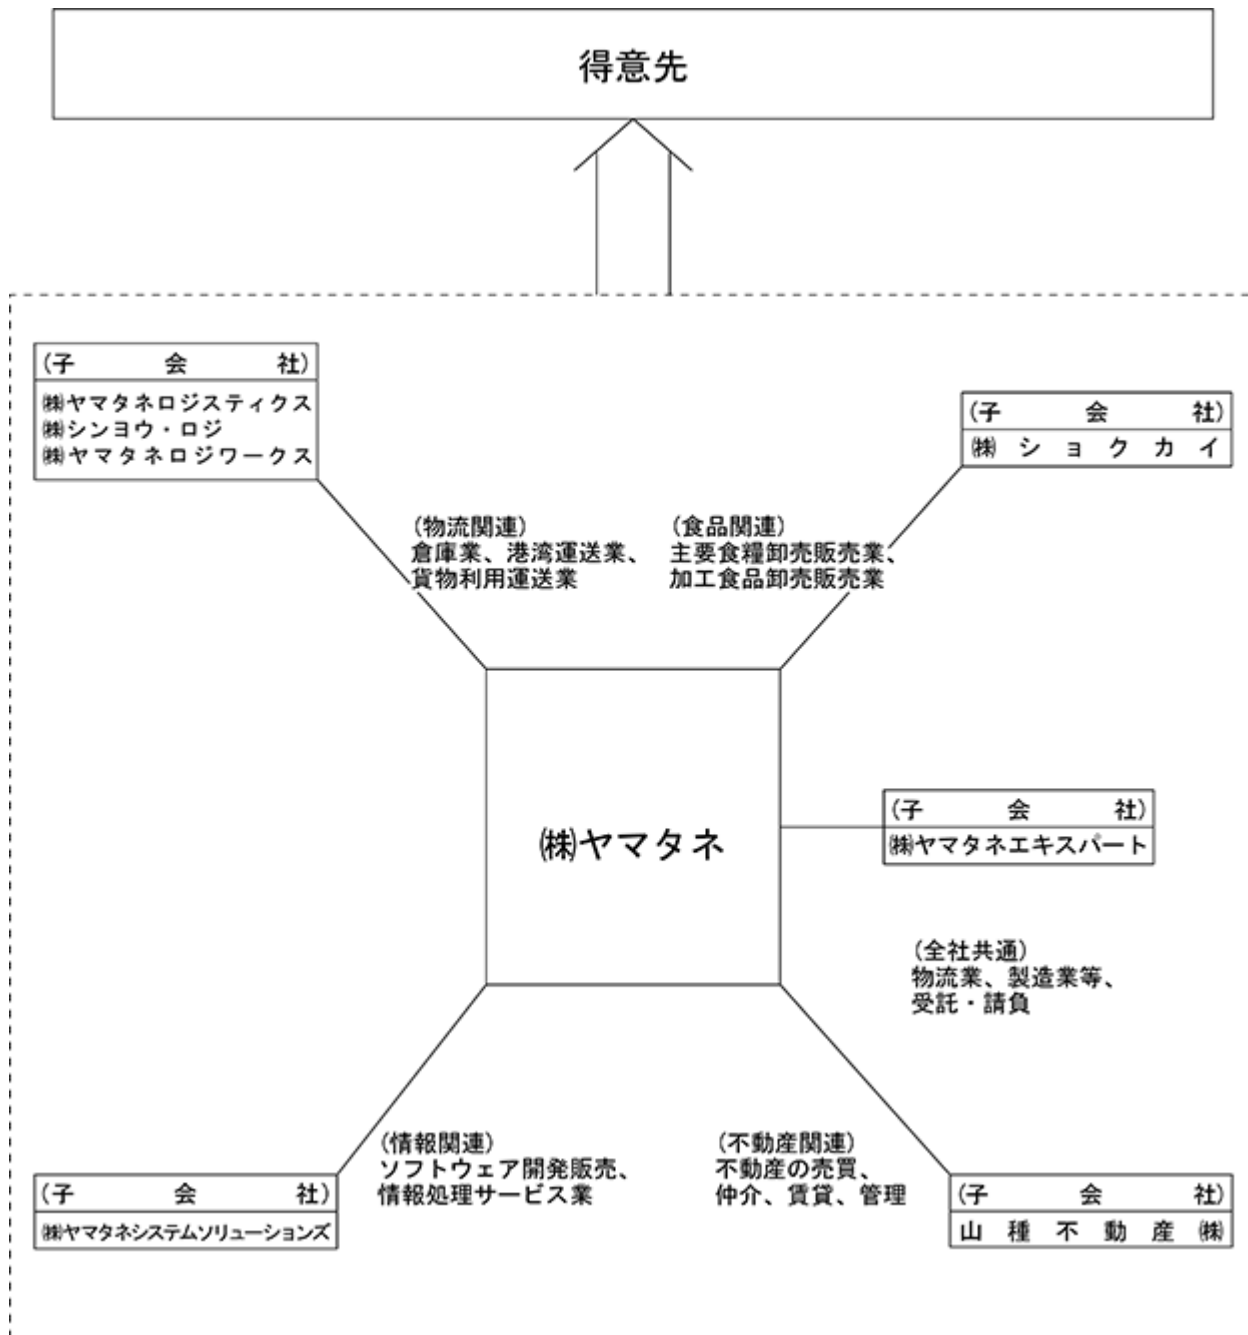 得意先
(子会社)
㈱ヤマタネロジスティクス
㈱シンヨウ・ロジ
㈱ヤマタネロジワークス
(子会社)
㈱ショクカイ
(物流関連)
倉庫業、港湾運送業、
貨物利用運送業
(食品関連)
主要食糧卸売販売業、
加工食品卸売販売業
㈱ヤマタネ
(子会社)
㈱ヤマタネエキスパート
(全社共通)
物流業、製造業等、
受託・請負
(情報関連)
ソフトウェア開発販売、
情報処理サービス業
(不動産関連)
不動産の売買、
仲介、賃貸、管理
(子会社)
㈱ヤマタネシステムソリューションズ
(子会社)
山種不動産㈱